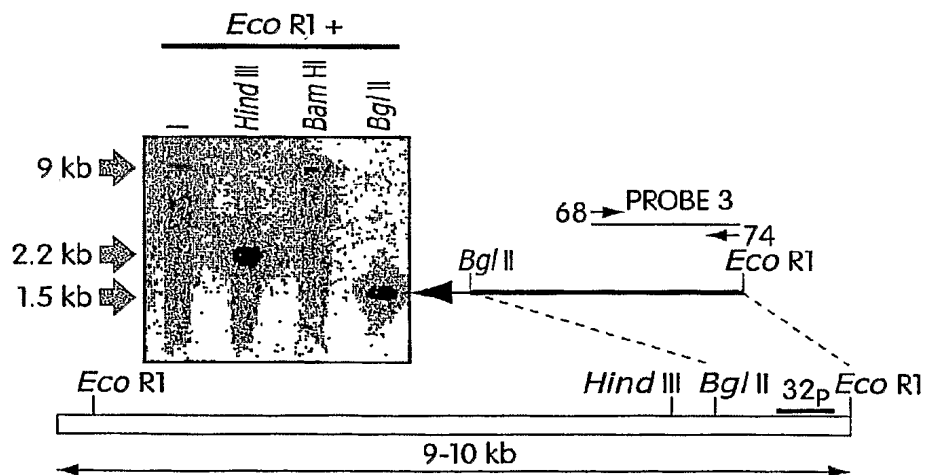 Eco R1 +
I
Hind III
Bam HI
Bgl II
9 kb
2.2 kb
1.5 kb
68
PROBE 3
74
Bgl II
Eco R1
Eco R1
Hind III
Bgl II
32P
Eco R1
9-10 kb